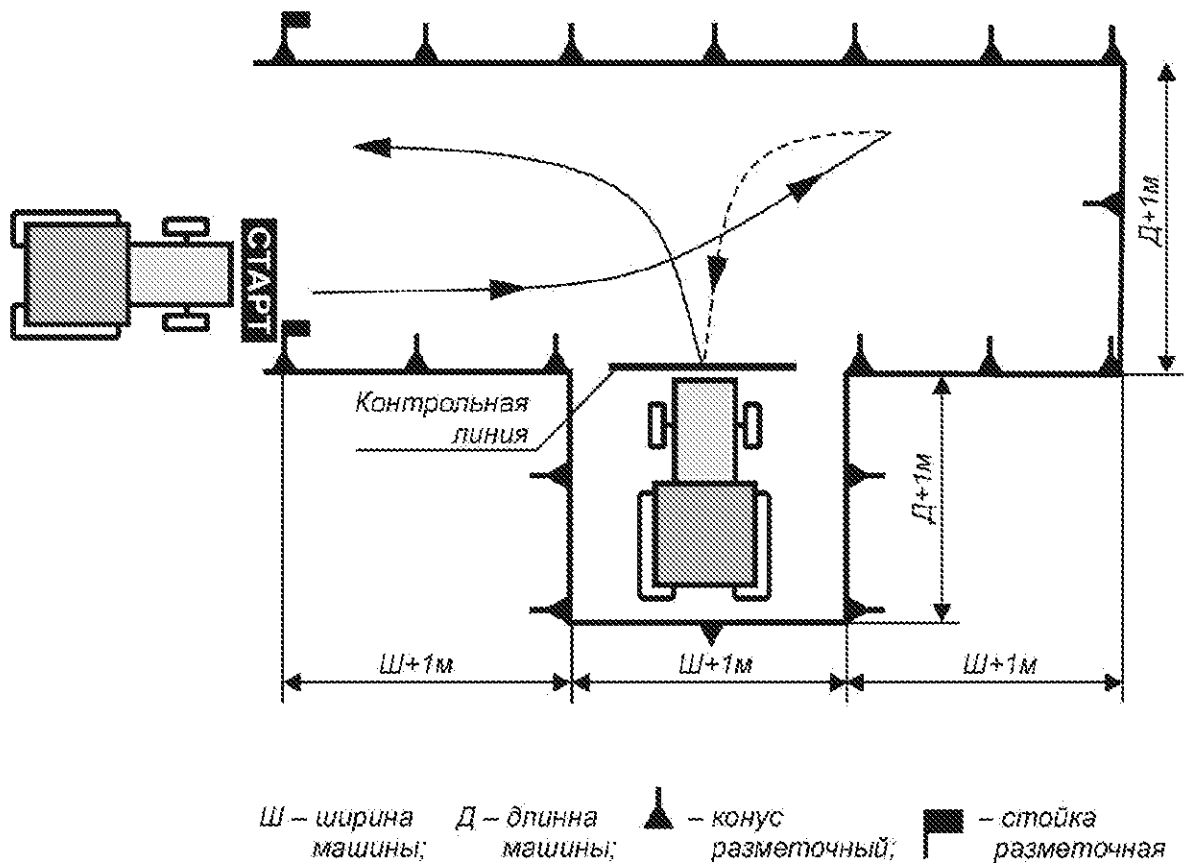 СТАРТ
Д+1м
Контрольная
линия
Д+1м
Ш+1м
Ш+1м
Ш+1м
Ш – ширина
машины;
Д – длинна
машины;
– конус
разметочный;
– стойка
разметочная